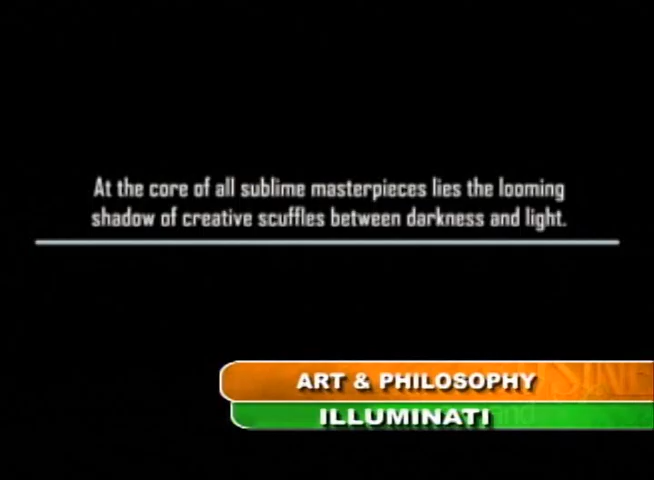 At the core of all sublime masterpieces lies the looming
shadow of creative scuffles between darkness and light.
ART & PHILOSOPHY
ILLUMINATI